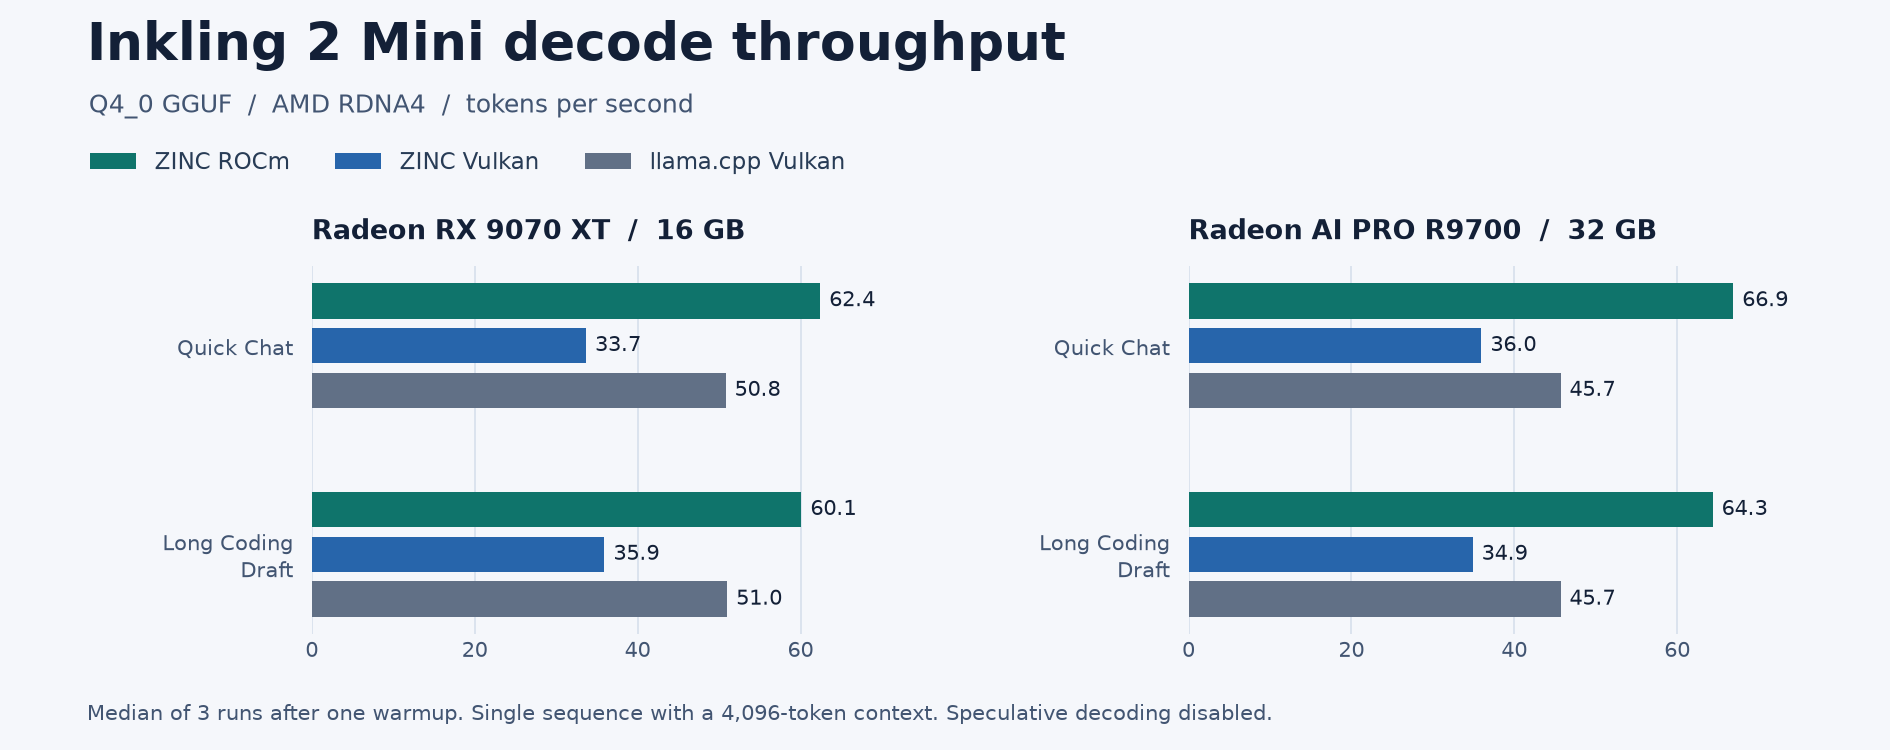 Inkling 2 Mini decode throughput
Q4_0 GGUF / AMD RDNA4 / tokens per second
ZINC ROCm
ZINC Vulkan
llama.cpp Vulkan
Radeon RX 9070 XT / 16 GB
62.4
Quick Chat
33.7
50.8
60.1
Long Coding
Draft
35.9
51.0
0 20 40 60
Radeon AI PRO R9700 / 32 GB
66.9
Quick Chat
36.0
45.7
64.3
Long Coding
Draft
34.9
45.7
0 20 40 60
Median of 3 runs after one warmup. Single sequence with a 4,096-token context. Speculative decoding disabled.